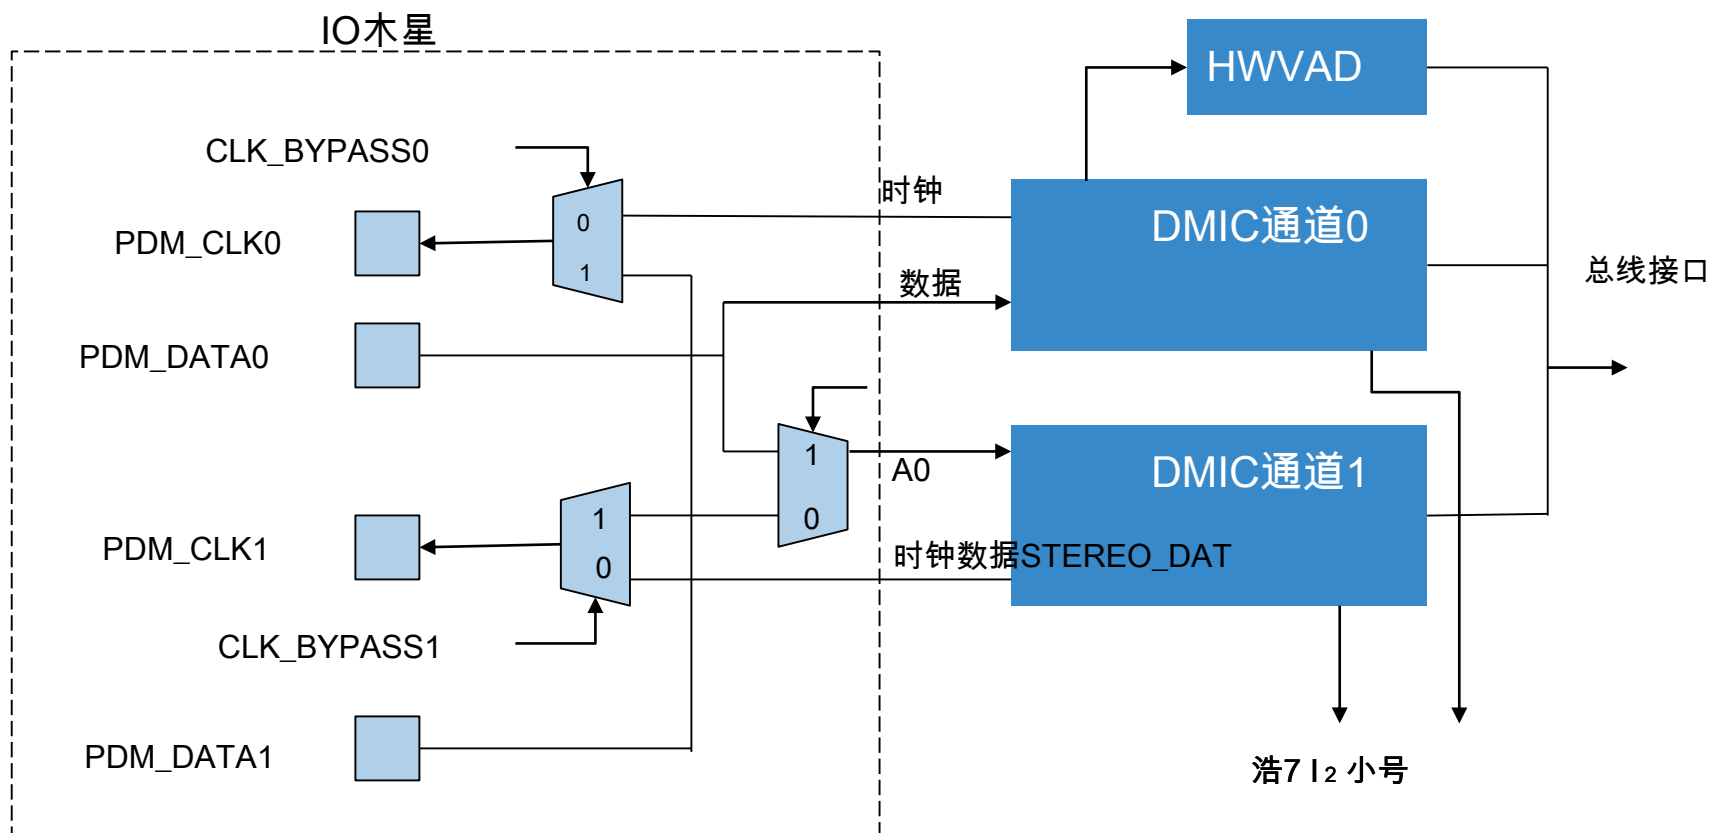 IO木星
HWVAD
CLK_BYPASS0
时钟
0
DMIC通道0
PDM_CLK0
1
数据
总线接口
PDM_DATA0
1
A0
DMIC通道1
0
1
PDM_CLK1
0
时钟数据STEREO_DAT
CLK_BYPASS1
PDM_DATA1
浩7 I 2 小号